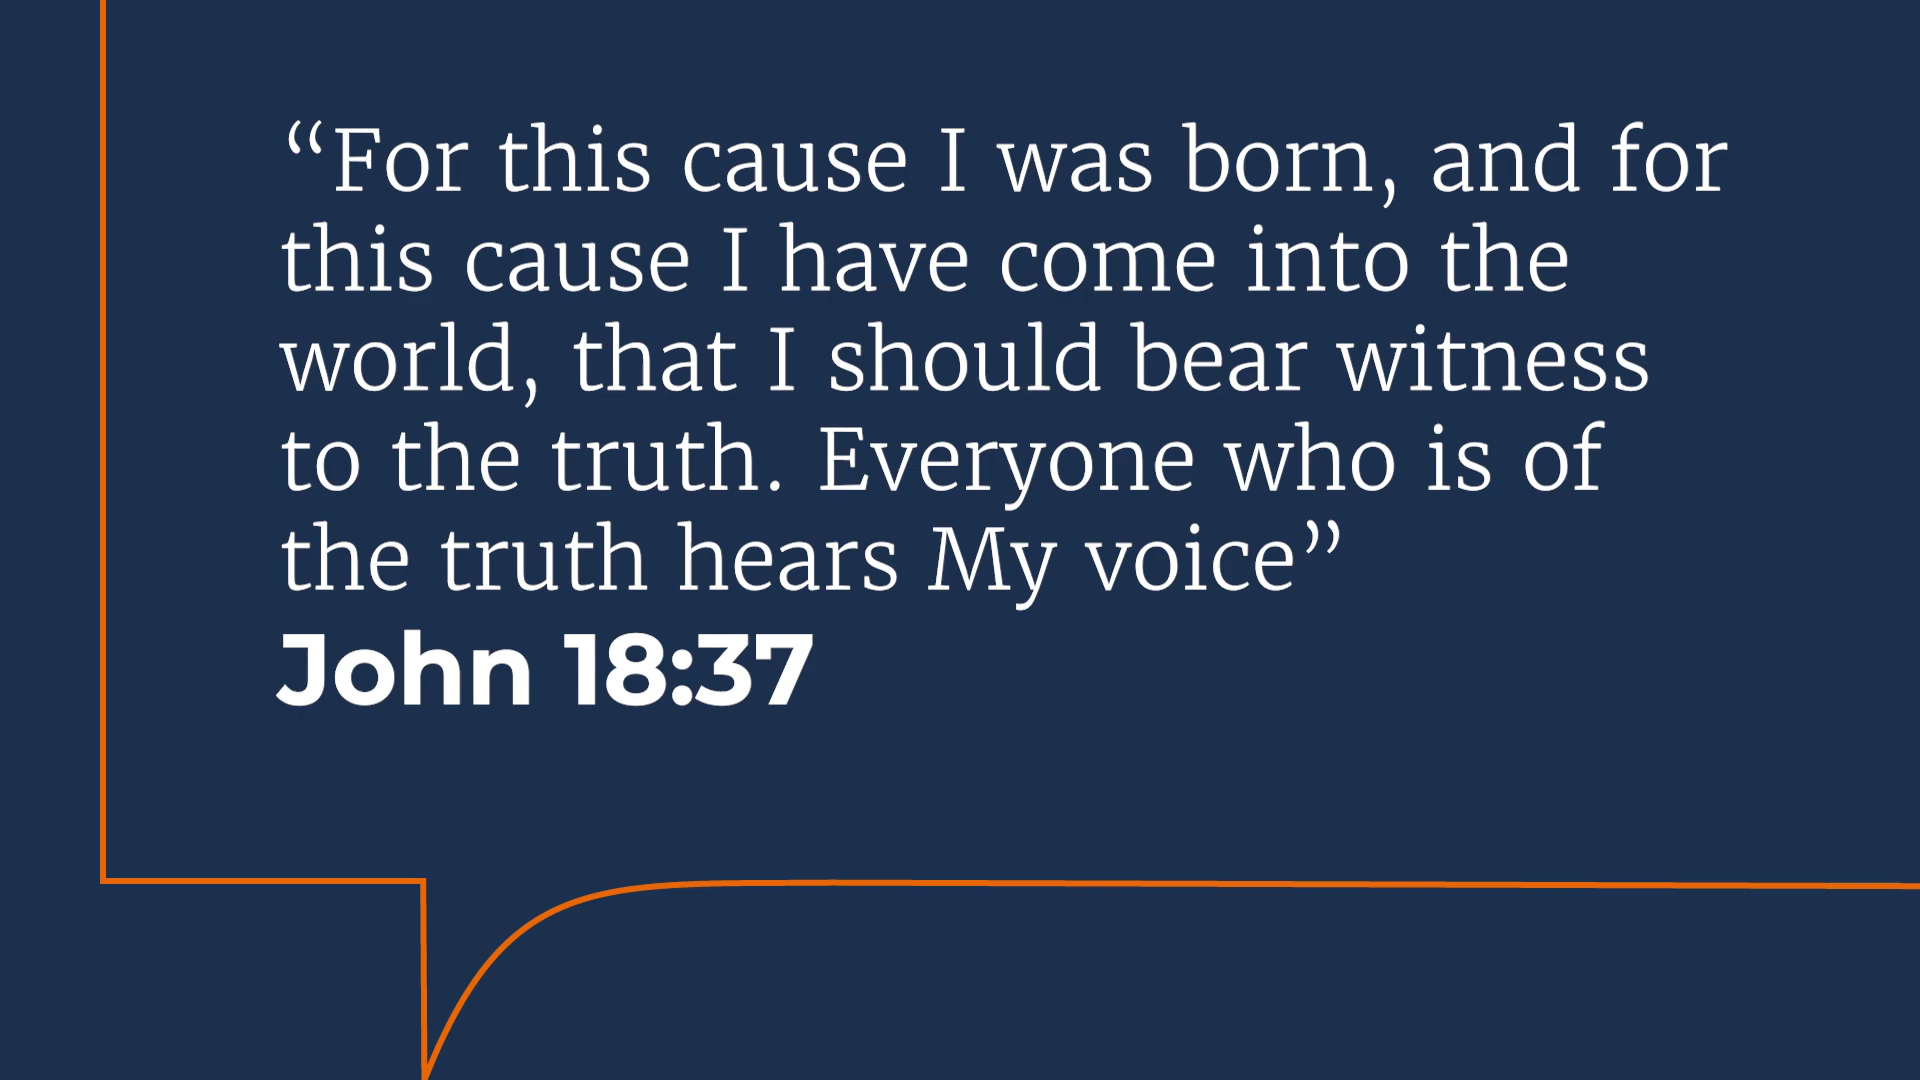 “For this cause I was born, and for
this cause I have come into the
world, that I should bear witness
to the truth. Everyone who is of
the truth hears My voice”
John 18:37